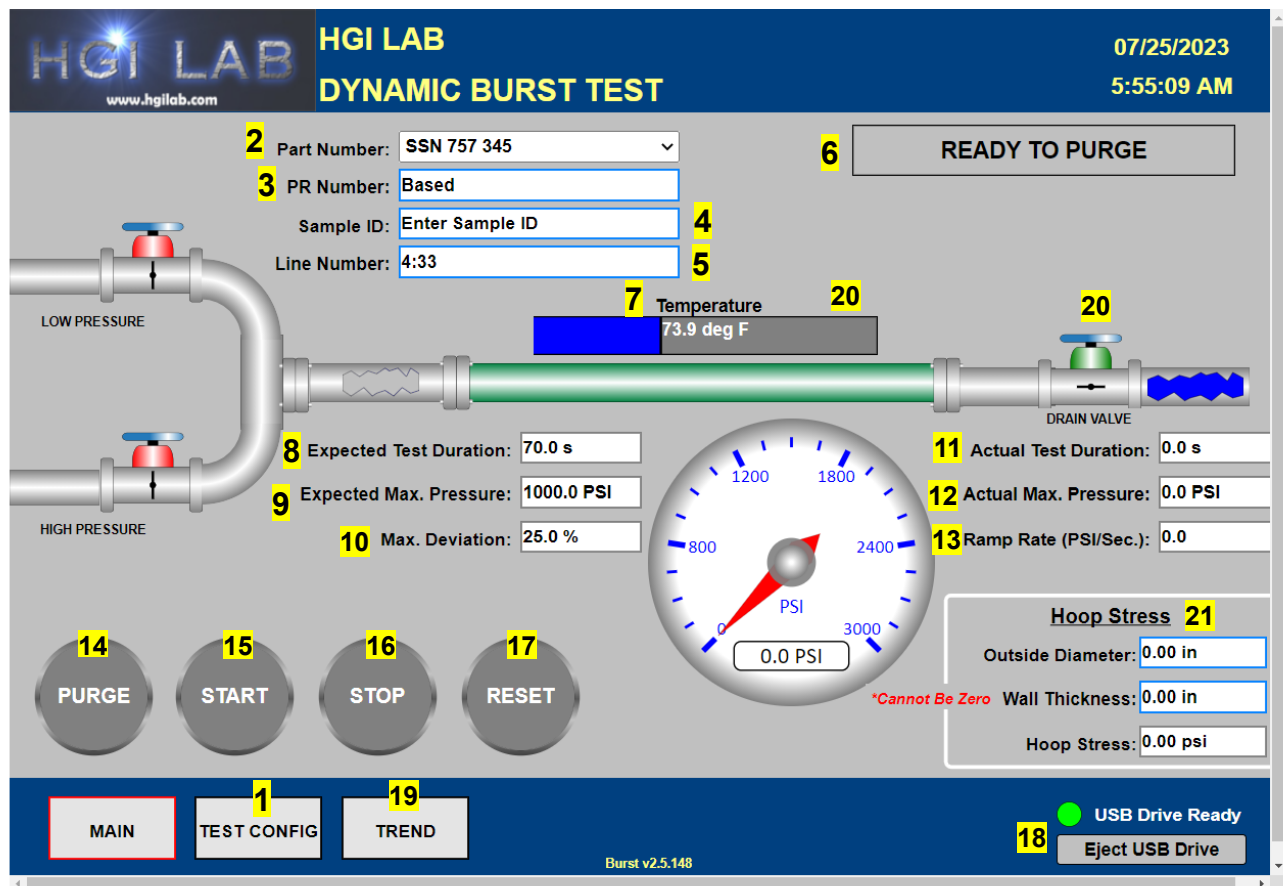 HGI LAB
www.hgilab.com
HGI LAB
DYNAMIC BURST TEST
07/25/2023
5:55:09 AM
2 Part Number: SSN 757 345
3 PR Number: Based
Sample ID: Enter Sample ID 4
Line Number: 4:33 5
6 READY TO PURGE
LOW PRESSURE
7 Temperature 20
73.9 deg F
20
DRAIN VALVE
HIGH PRESSURE
8 Expected Test Duration: 70.0 s
9 Expected Max. Pressure: 1000.0 PSI
10 Max. Deviation: 25.0 %
1200 1800
800 2400
PSI
0 3000
0.0 PSI
11 Actual Test Duration: 0.0 s
12 Actual Max. Pressure: 0.0 PSI
13 Ramp Rate (PSI/Sec.): 0.0
Hoop Stress 21
Outside Diameter: 0.00 in
*Cannot Be Zero Wall Thickness: 0.00 in
Hoop Stress: 0.00 psi
14 15 16 17
PURGE START STOP RESET
1 19
MAIN TEST CONFIG TREND
Burst v2.5.148
USB Drive Ready
18 Eject USB Drive